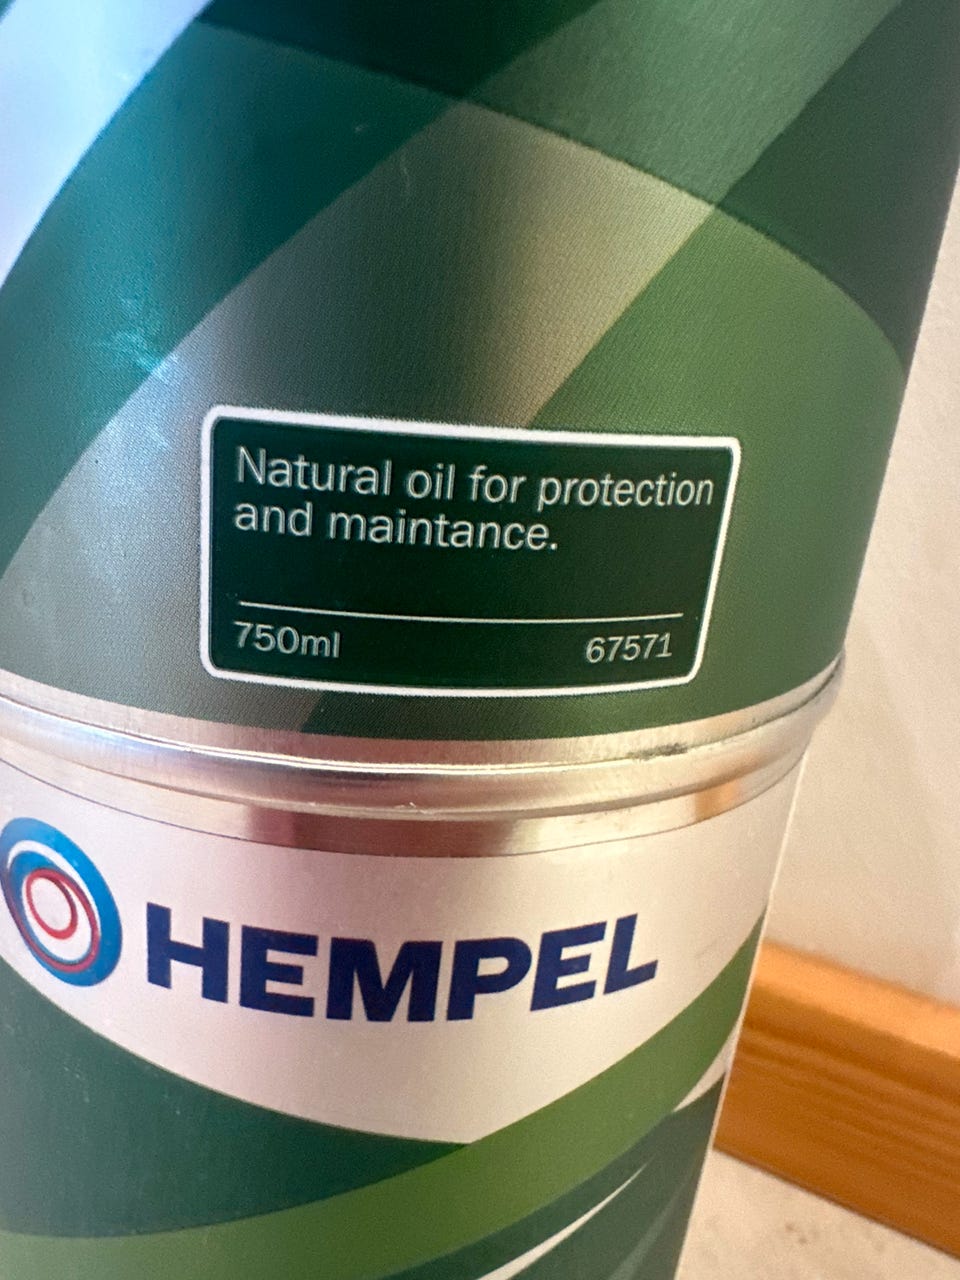 Natural oil for protection
and maintance.
750ml 67571
HEMPEL